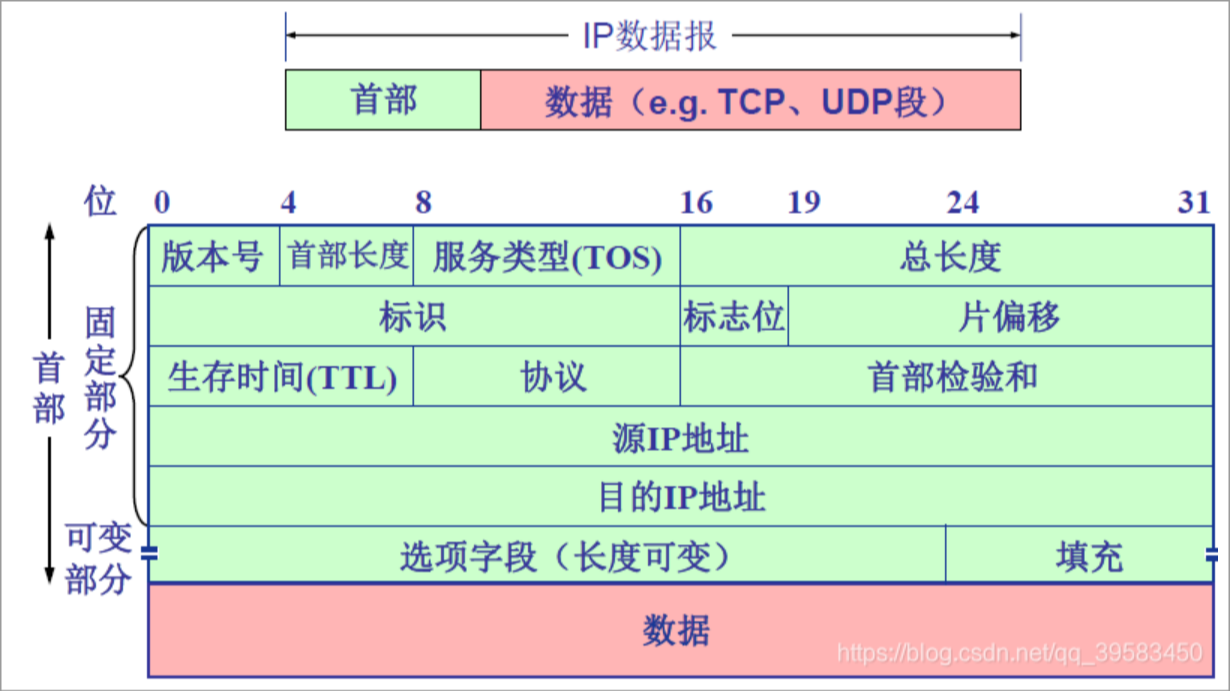 IP数据报
首部 数据（e.g. TCP、UDP段）
位 0 4 8 16 19 24 31
版本号 首部长度 服务类型(TOS) 总长度
标识 标志位 片偏移
生存时间(TTL) 协议 首部检验和
源IP地址
目的IP地址
选项字段（长度可变） 填充
数据
首部
固定部分
可变
部分
https://blog.csdn.net/qq_39583450